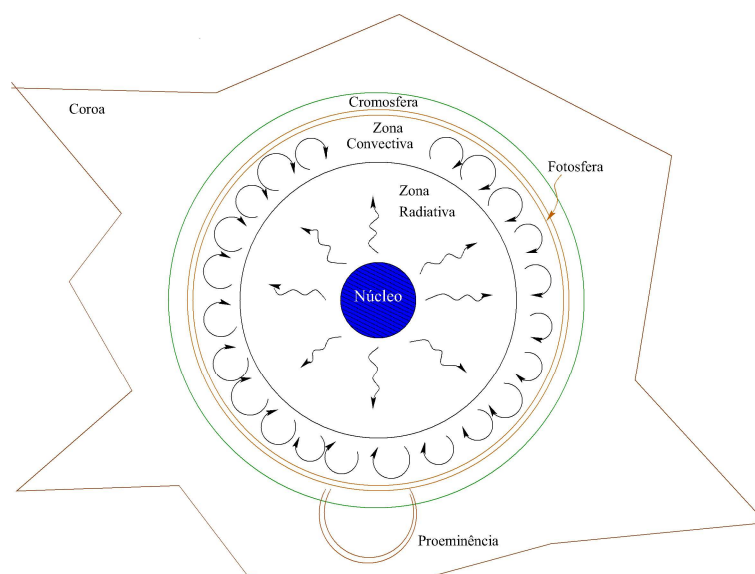 Coroa
Cromosfera
Zona
Convectiva
Fotosfera
Zona
Radiativa
Núcleo
Proeminência